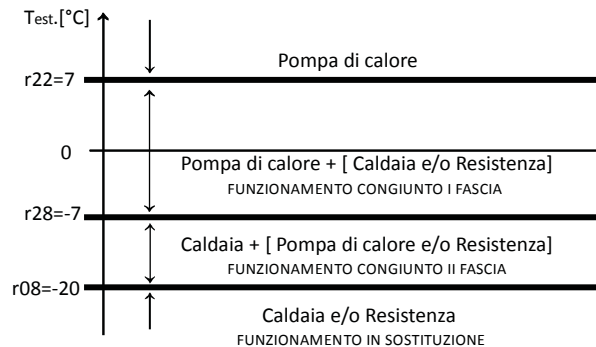 Test.[°C]
Pompa di calore
r22=7
0
Pompa di calore + [ Caldaia e/o Resistenza]
FUNZIONAMENTO CONGIUNTO I FASCIA
r28=-7
Caldaia + [ Pompa di calore e/o Resistenza]
FUNZIONAMENTO CONGIUNTO II FASCIA
r08=-20
Caldaia e/o Resistenza
FUNZIONAMENTO IN SOSTITUZIONE